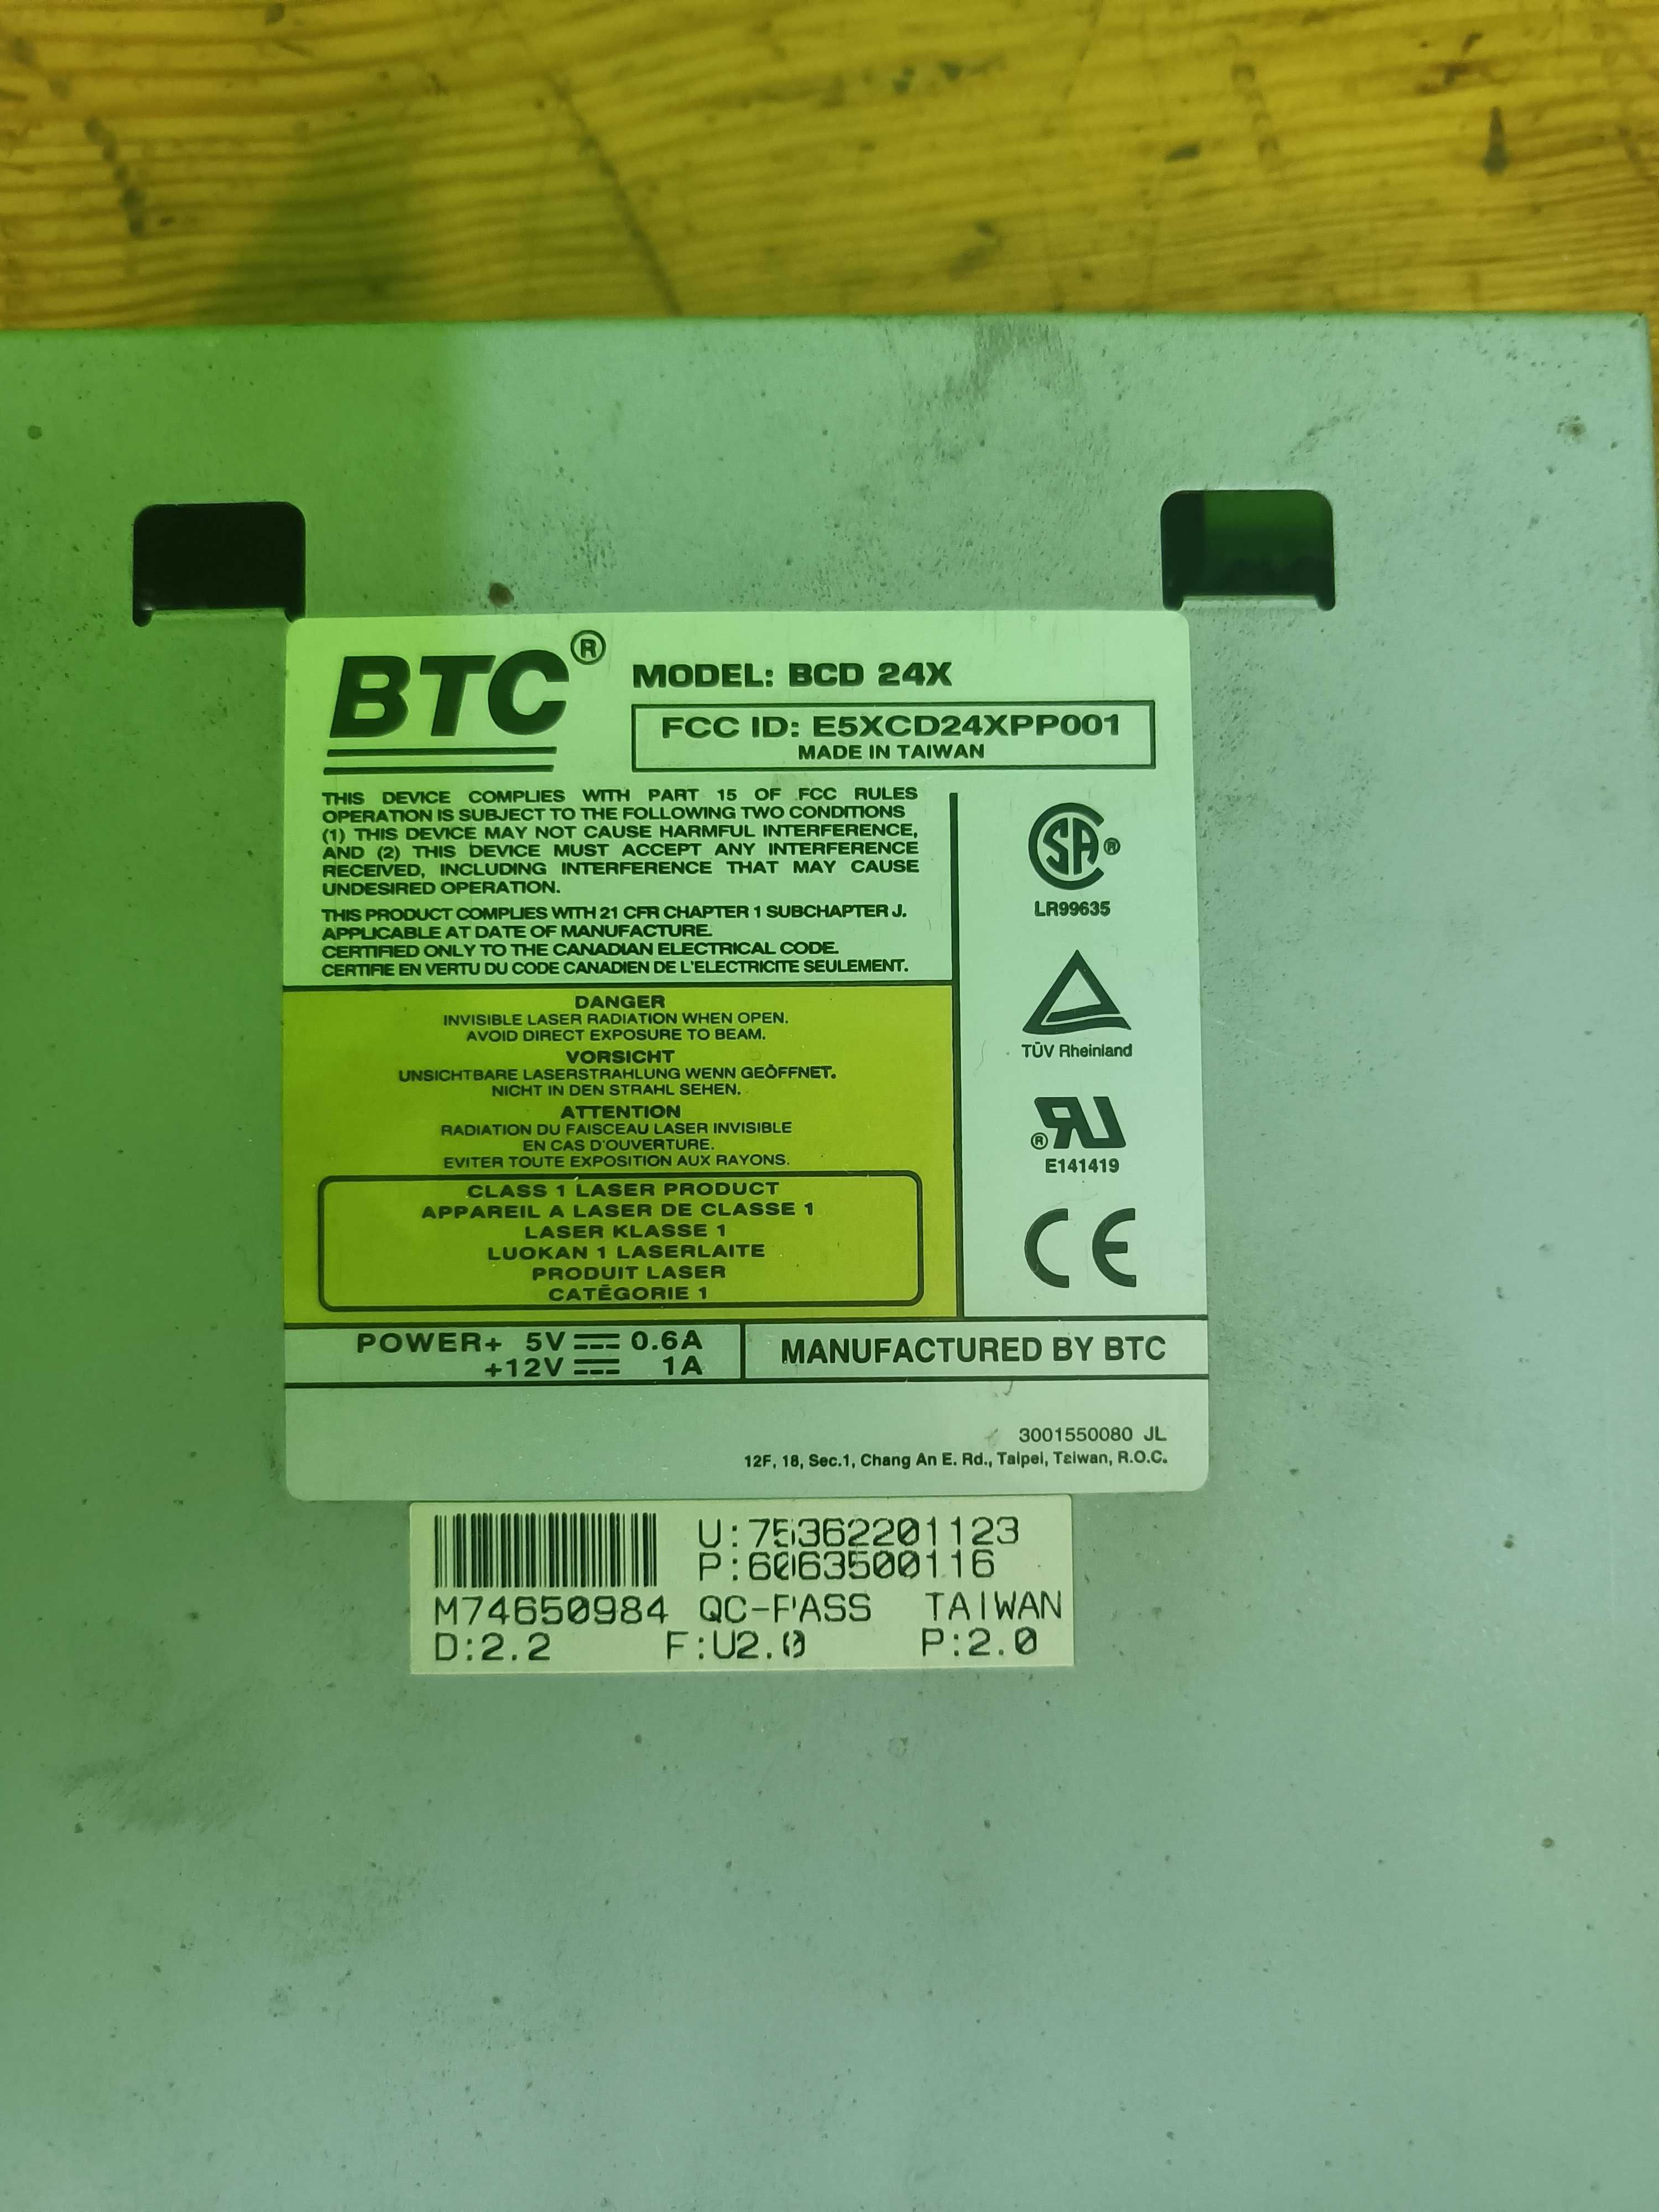 BTC®
MODEL: BCD 24X
FCC ID: E5XCD24XPP001
MADE IN TAIWAN
THIS DEVICE COMPLIES WITH PART 15 OF FCC RULES
OPERATION IS SUBJECT TO THE FOLLOWING TWO CONDITIONS
(1) THIS DEVICE MAY NOT CAUSE HARMFUL INTERFERENCE,
AND (2) THIS DEVICE MUST ACCEPT ANY INTERFERENCE
RECEIVED, INCLUDING INTERFERENCE THAT MAY CAUSE
UNDESIRED OPERATION.
THIS PRODUCT COMPLIES WITH 21 CFR CHAPTER 1 SUBCHAPTER J.
APPLICABLE AT DATE OF MANUFACTURE.
CERTIFIED ONLY TO THE CANADIAN ELECTRICAL CODE.
CERTIFIE EN VERTU DU CODE CANADIEN DE L'ELECTRICITE SEULEMENT.
SA®
LR99635
TÜV Rheinland
®RU
E141419
CE
DANGER
INVISIBLE LASER RADIATION WHEN OPEN.
AVOID DIRECT EXPOSURE TO BEAM.
VORSICHT
UNSICHTBARE LASERSTRAHLUNG WENN GEÖFFNET.
NICHT IN DEN STRAHL SEHEN.
ATTENTION
RADIATION DU FAISCEAU LASER INVISIBLE
EN CAS D'OUVERTURE.
EVITER TOUTE EXPOSITION AUX RAYONS.
CLASS 1 LASER PRODUCT
APPAREIL A LASER DE CLASSE 1
LASER KLASSE 1
LUOKAN 1 LASERLAITE
PRODUIT LASER
CATĒGORIE 1
POWER+ 5V 0.6A
+12V 1A
MANUFACTURED BY BTC
3001550080 JL
12F, 18, Sec.1, Chang An E. Rd., Taipei, Taiwan, R.O.C.
U:75362201123
P:6063500116
M74650984 QC-PASS TAIWAN
D:2.2 F:U2.0 P:2.0